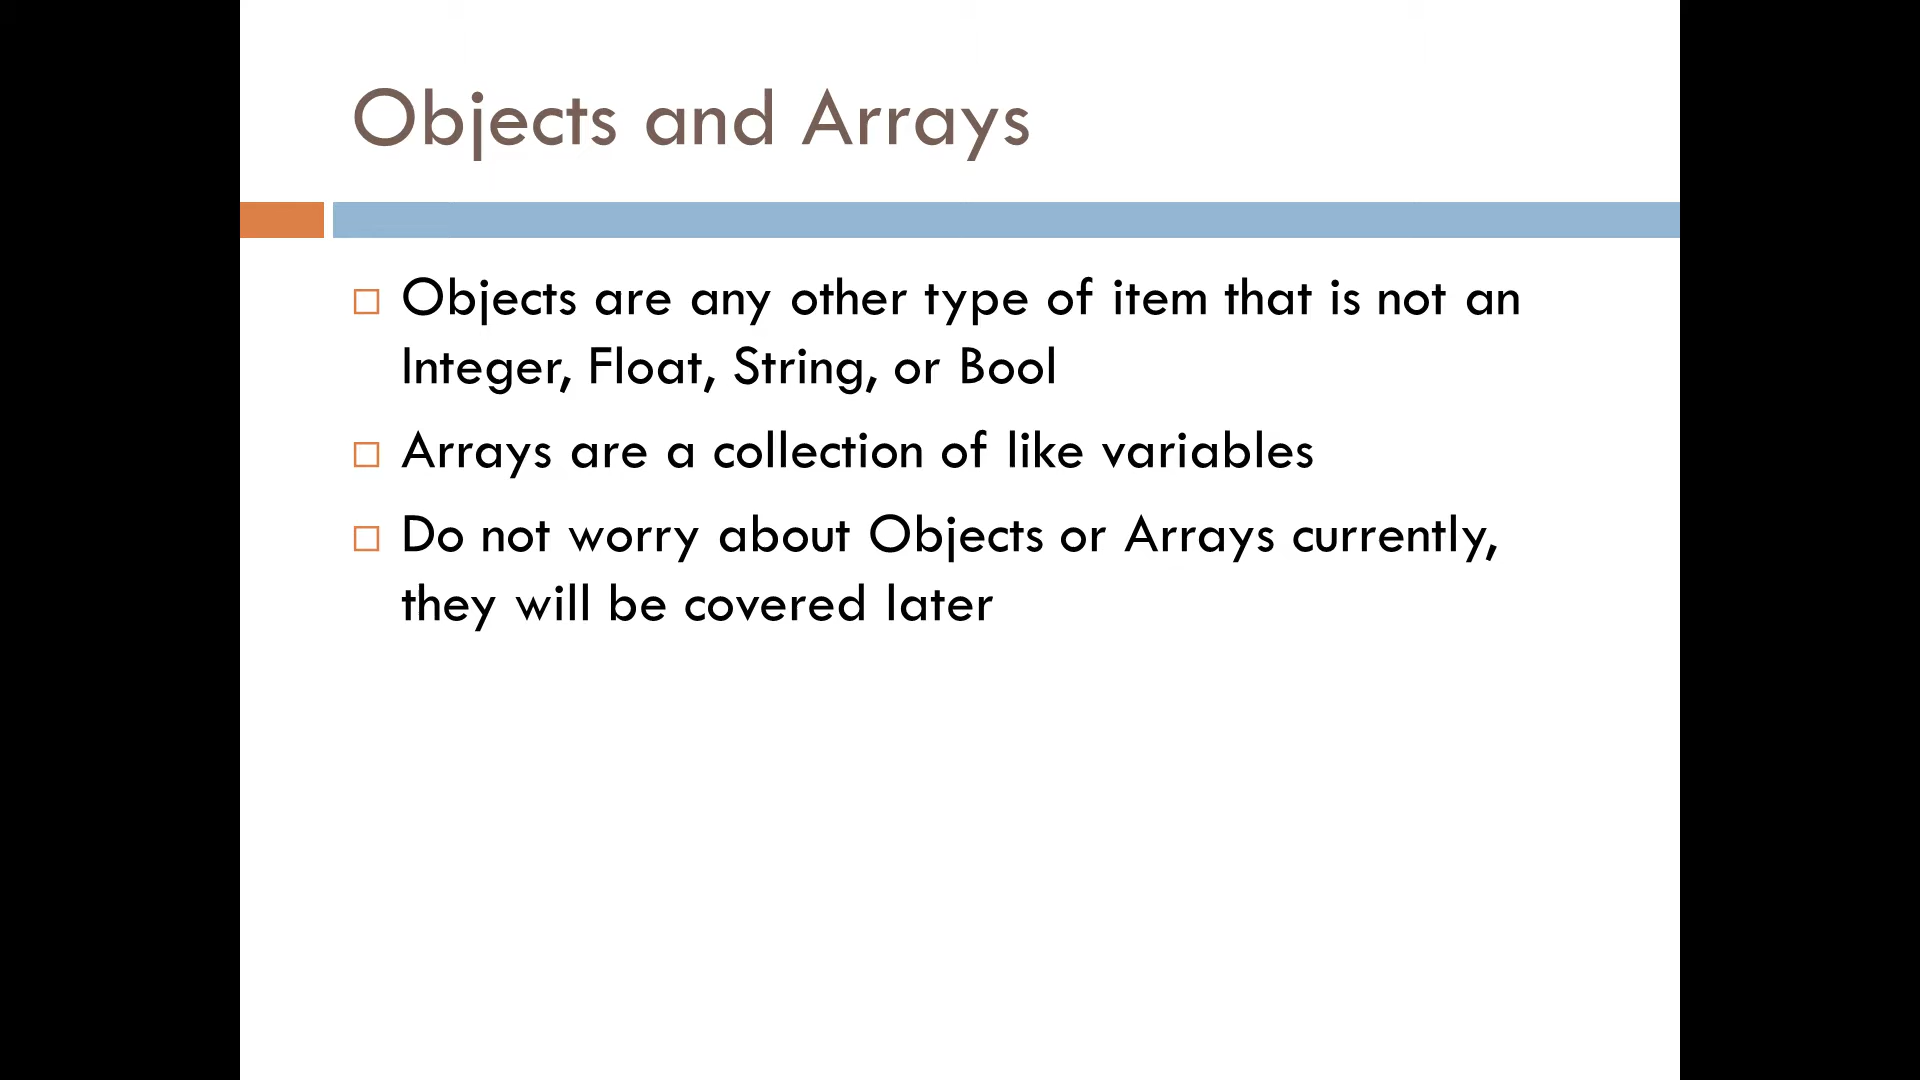 Objects and Arrays
Objects are any other type of item that is not an
Integer, Float, String, or Bool
Arrays are a collection of like variables
Do not worry about Objects or Arrays currently,
they will be covered later